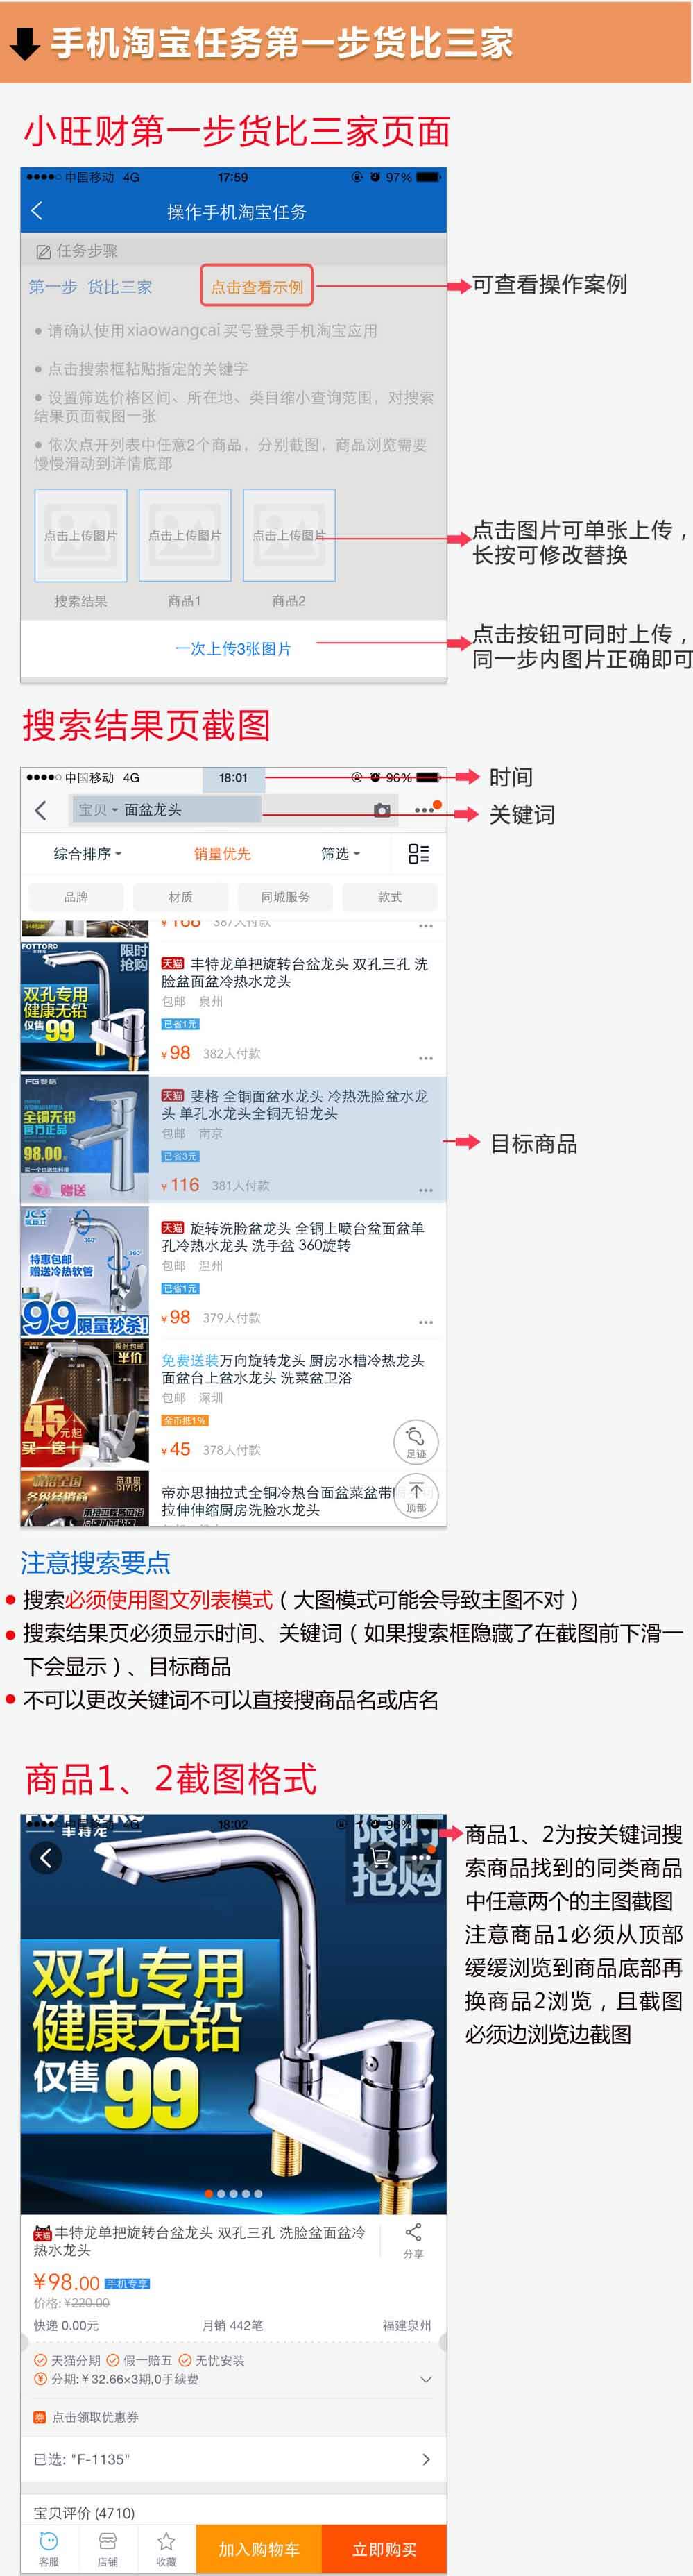 手机淘宝任务第一步货比三家
小旺财第一步货比三家页面
中国移动 4G 17:59 97%
操作手机淘宝任务
任务步骤
第一步 货比三家 点击查看示例
可查看操作案例
● 请确认使用xiaowangcai买号登录手机淘宝应用
● 点击搜索框粘贴指定的关键字
● 设置筛选价格区间、所在地、类目缩小查询范围，对搜索
结果页面截图一张
● 依次点开列表中任意2个商品，分别截图，商品浏览需要
慢慢滑动到详情底部
点击上传图片 点击上传图片 点击上传图片
点击图片可单张上传，
长按可修改替换
搜索结果 商品1 商品2
一次上传3张图片
点击按钮可同时上传，
同一步内图片正确即可
搜索结果页截图
中国移动 4G 18:01 96%
时间
宝贝 面盆龙头
关键词
综合排序 销量优先 筛选
品牌 材质 同城服务 款式
¥168 387人付款
FOTTORO
限时
抢购
双孔专用
健康无铅
仅售99
天猫 丰特龙单把旋转台盆龙头 双孔三孔 洗
脸盆面盆冷热水龙头
包邮 泉州
已省1元
¥98 382人付款
FG 斐格
全铜无铅
官方正品
98.00
赠送
天猫 斐格 全铜面盆水龙头 冷热洗脸盆水龙
头 单孔水龙头全铜无铅龙头
包邮 南京
已省3元
¥116 381人付款
目标商品
JC.S
360°
360°
特惠包邮
赠送冷热软管
99限量秒杀!
天猫 旋转洗脸盆龙头 全铜上喷台盆面盆单
孔冷热水龙头 洗手盆 360旋转
包邮 温州
已省1元
¥98 379人付款
限时包邮
半价
45元起
买一送十
免费送装万向旋转龙头 厨房水槽冷热龙头
面盆台上盆水龙头 洗菜盆卫浴
包邮 深圳
金币抵1%
¥45 378人付款
足迹
诚招全国
各级经销商
帝亦思
DIYISI
帝亦思抽拉式全铜冷热台面盆菜盆带
拉伸伸缩厨房洗脸水龙头
顶部
注意搜索要点
● 搜索必须使用图文列表模式（大图模式可能会导致主图不对）
● 搜索结果页必须显示时间、关键词（如果搜索框隐藏了在截图前下滑一
下会显示）、目标商品
● 不可以更改关键词不可以直接搜商品名或店名
商品1、2截图格式
FOTTORO
丰特龙
中国移动 4G 18:02 96%
限时
抢购
双孔专用
健康无铅
仅售99
商品1、2为按关键词搜
索商品找到的同类商品
中任意两个的主图截图
注意商品1必须从顶部
缓缓浏览到商品底部再
换商品2浏览，且截图
必须边浏览边截图
天猫 丰特龙单把旋转台盆龙头 双孔三孔 洗脸盆面盆冷
热水龙头
分享
¥98.00 手机专享
价格:¥220.00
快递 0.00元 月销 442笔 福建泉州
天猫分期 假一赔五 无忧安装
分期:¥32.66×3期,0手续费
券 点击领取优惠券
已选: "F-1135"
宝贝评价 (4710)
客服 店铺 收藏 加入购物车 立即购买